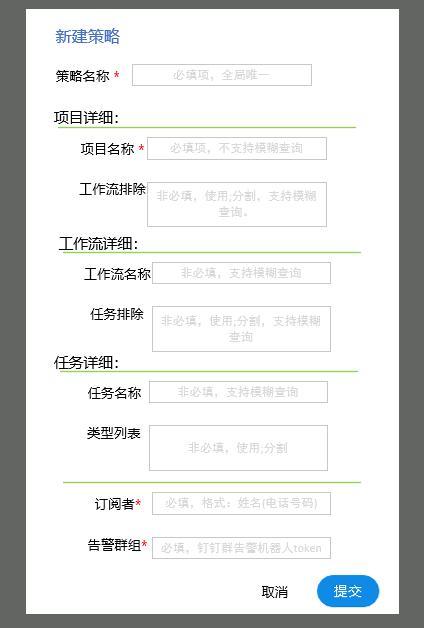 新建策略
策略名称 * 必填项，全局唯一
项目详细：
项目名称 * 必填项，不支持模糊查询
工作流排除 非必填，使用;分割，支持模糊
查询。
工作流详细：
工作流名称 非必填，支持模糊查询
任务排除 非必填，使用;分割，支持模糊
查询
任务详细：
任务名称 非必填，支持模糊查询
类型列表 非必填，使用;分割
订阅者* 必填，格式：姓名(电话号码)
告警群组* 必填，钉钉群告警机器人token
取消 提交